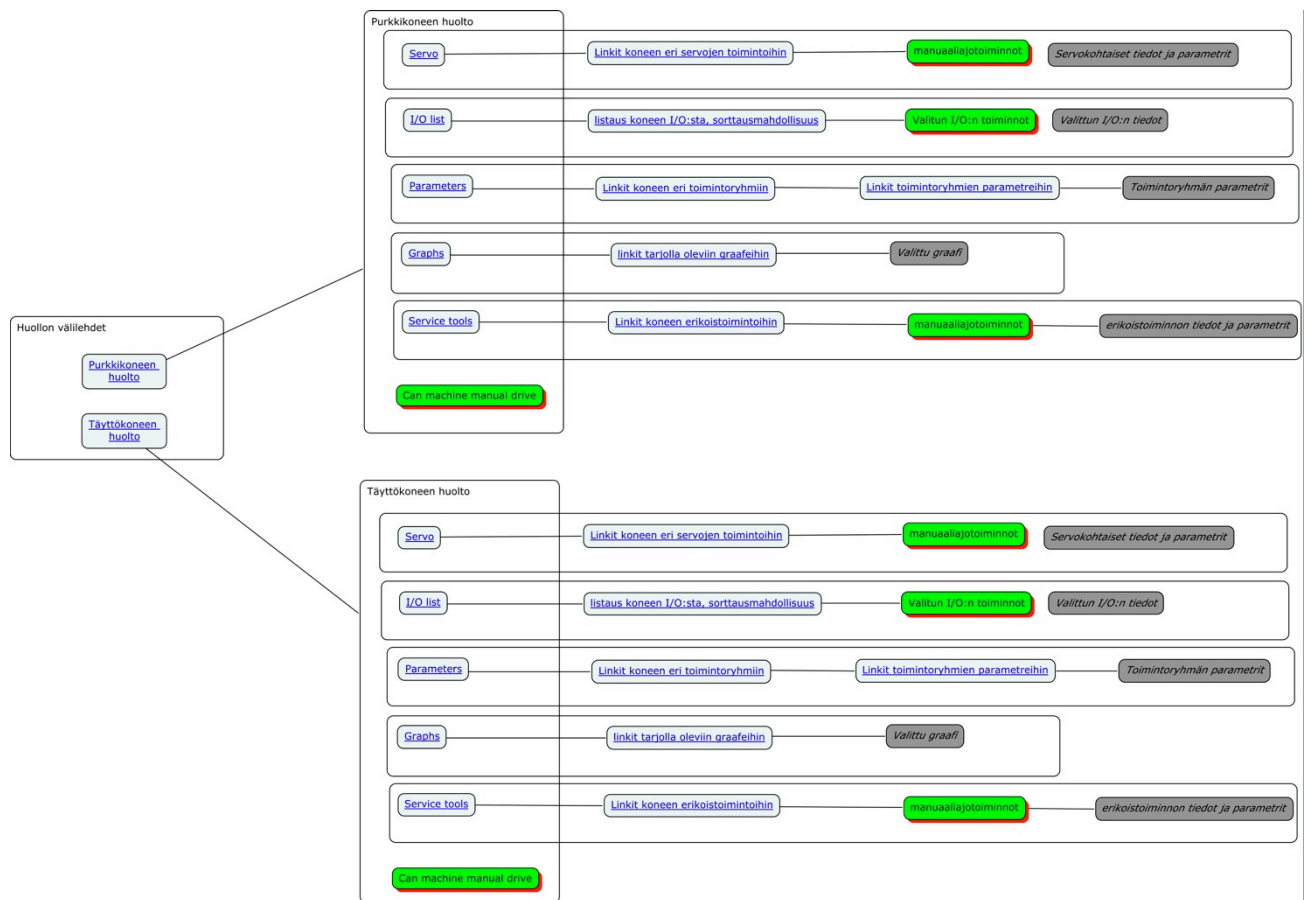 Purkkikoneen huolto
Servo
Linkit koneen eri servojen toimintoihin
manuaaliajotoiminnot
Servokohtaiset tiedot ja parametrit
I/O list
listaus koneen I/O:sta, sorttausmahdollisuus
Valitun I/O:n toiminnot
Valittun I/O:n tiedot
Parameters
Linkit koneen eri toimintoryhmiin
Linkit toimintoryhmien parametreihin
Toimintoryhmän parametrit
Graphs
linkit tarjolla oleviin graafeihin
Valittu graafi
Service tools
Linkit koneen erikoistoimintoihin
manuaaliajotoiminnot
erikoistoiminnon tiedot ja parametrit
Can machine manual drive
Huollon välilehdet
Purkkikoneen
huolto
Täyttökoneen
huolto
Täyttökoneen huolto
Servo
Linkit koneen eri servojen toimintoihin
manuaaliajotoiminnot
Servokohtaiset tiedot ja parametrit
I/O list
listaus koneen I/O:sta, sorttausmahdollisuus
Valitun I/O:n toiminnot
Valittun I/O:n tiedot
Parameters
Linkit koneen eri toimintoryhmiin
Linkit toimintoryhmien parametreihin
Toimintoryhmän parametrit
Graphs
linkit tarjolla oleviin graafeihin
Valittu graafi
Service tools
Linkit koneen erikoistoimintoihin
manuaaliajotoiminnot
erikoistoiminnon tiedot ja parametrit
Can machine manual drive